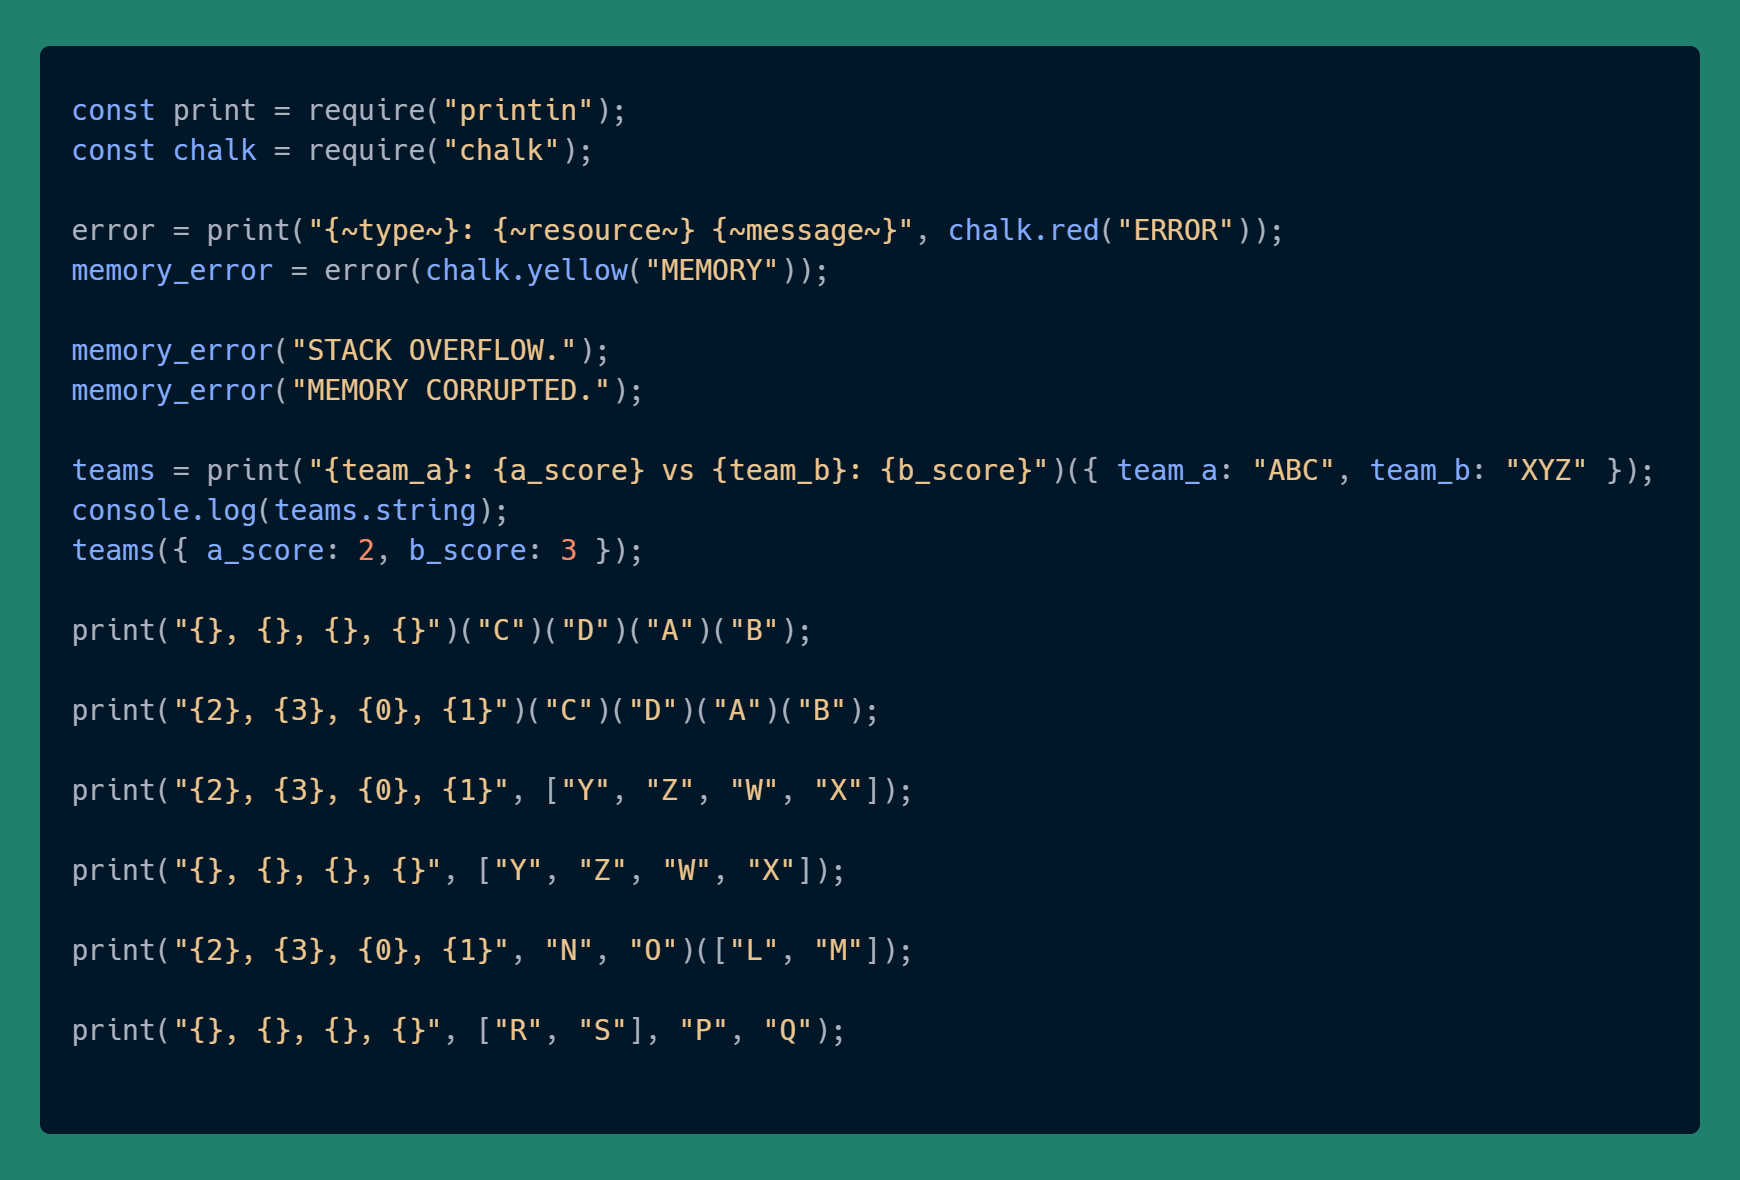 const print = require("printin");
const chalk = require("chalk");
error = print("{~type~}: {~resource~} {~message~}", chalk.red("ERROR"));
memory_error = error(chalk.yellow("MEMORY"));
memory_error("STACK OVERFLOW.");
memory_error("MEMORY CORRUPTED.");
teams = print("{team_a}: {a_score} vs {team_b}: {b_score}")({ team_a: "ABC", team_b: "XYZ" });
console.log(teams.string);
teams({ a_score: 2, b_score: 3 });
print("{}, {}, {}, {}")("C")("D")("A")("B");
print("{2}, {3}, {0}, {1}")("C")("D")("A")("B");
print("{2}, {3}, {0}, {1}", ["Y", "Z", "W", "X"]);
print("{}, {}, {}, {}", ["Y", "Z", "W", "X"]);
print("{2}, {3}, {0}, {1}", "N", "O")(["L", "M"]);
print("{}, {}, {}, {}", ["R", "S"], "P", "Q");